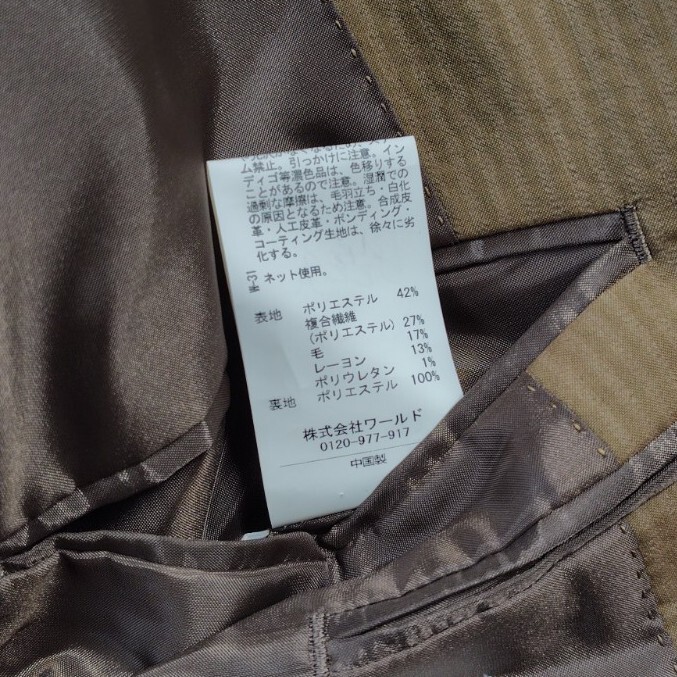 ム禁止。引っかけに注意。イン
ディゴ等濃色品は、色移りする
ことがあるので注意。湿潤での
過剰な摩擦は、毛羽立ち・白化
の原因となるため注意。合成皮
革・人工皮革・ボンディング・
コーティング生地は、徐々に劣
化する。
ネット使用。
表地 ポリエステル 42%
複合繊維
(ポリエステル) 27%
毛 17%
レーヨン 13%
ポリウレタン 1%
裏地 ポリエステル 100%
株式会社ワールド
0120-977-917
中国製